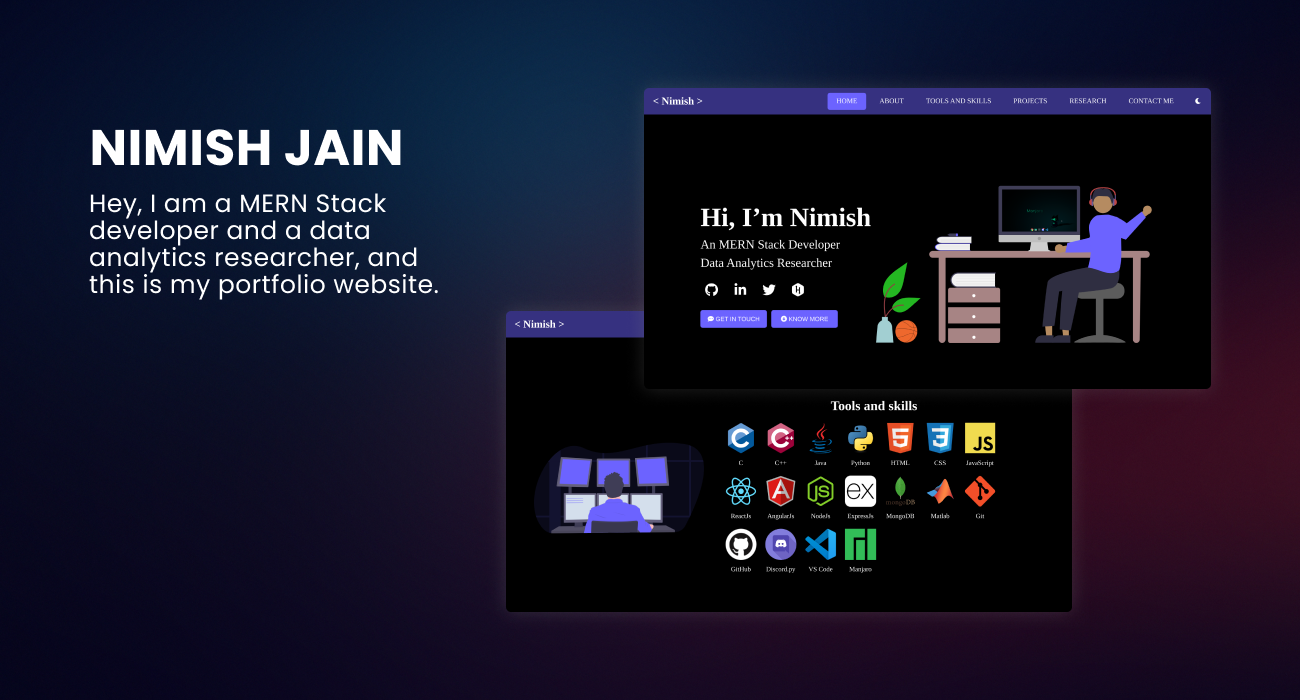 NIMISH JAIN
Hey, I am a MERN Stack
developer and a data
analytics researcher, and
this is my portfolio website.
< Nimish >
HOME
ABOUT
TOOLS AND SKILLS
PROJECTS
RESEARCH
CONTACT ME
Hi, I’m Nimish
An MERN Stack Developer
Data Analytics Researcher
GET IN TOUCH
KNOW MORE
< Nimish >
Tools and skills
C
C++
Java
Python
HTML
CSS
JavaScript
ReactJs
AngularJs
NodeJs
ExpressJs
MongoDB
Matlab
Git
GitHub
Discord.py
VS Code
Manjaro